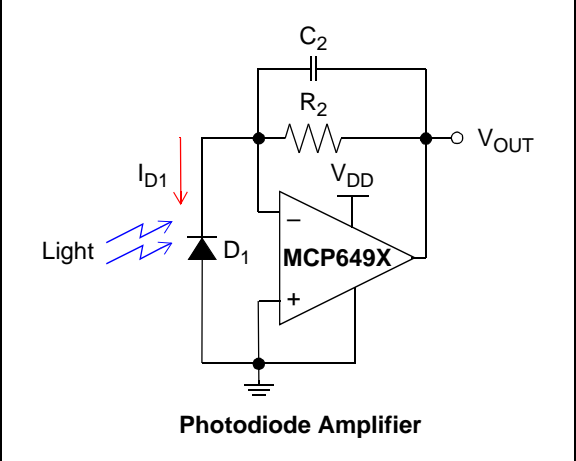 C2
R2
VOUT
VDD
ID1
Light
D1
−
MCP649X
+
Photodiode Amplifier